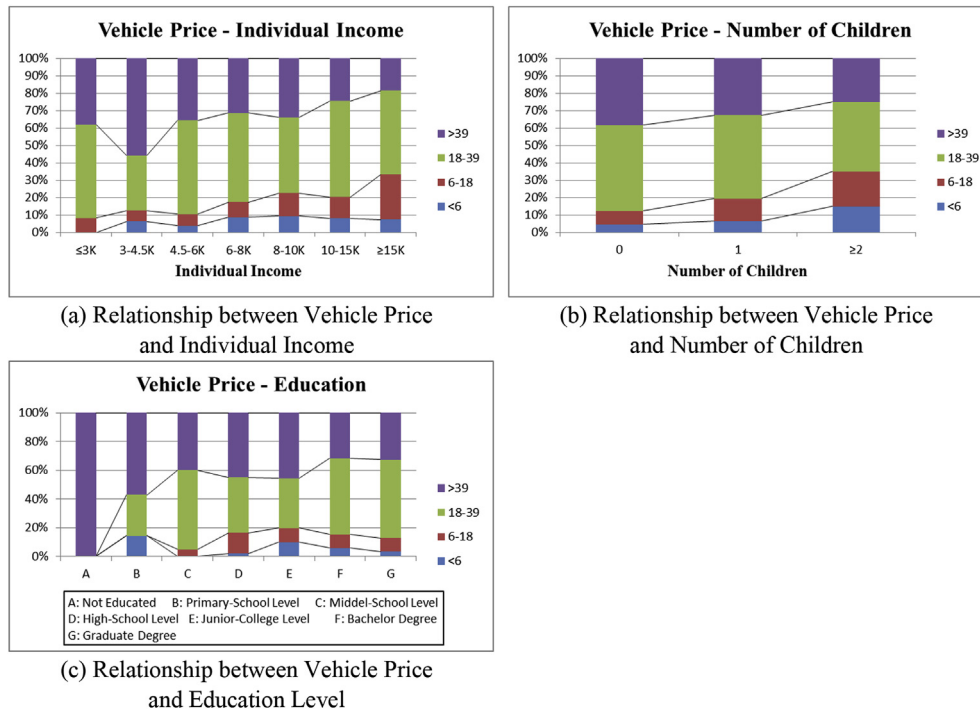 Vehicle Price - Individual Income
100%
90%
80%
70%
60%
50%
40%
30%
20%
10%
0%
≤3K 3-4.5K 4.5-6K 6-8K 8-10K 10-15K ≥15K
Individual Income
>39
18-39
6-18
<6
(a) Relationship between Vehicle Price
and Individual Income
Vehicle Price - Number of Children
100%
90%
80%
70%
60%
50%
40%
30%
20%
10%
0%
0 1 ≥2
Number of Children
>39
18-39
6-18
<6
(b) Relationship between Vehicle Price
and Number of Children
Vehicle Price - Education
100%
80%
60%
40%
20%
0%
A B C D E F G
>39
18-39
6-18
<6
A: Not Educated B: Primary-School Level C: Middel-School Level
D: High-School Level E: Junior-College Level F: Bachelor Degree
G: Graduate Degree
(c) Relationship between Vehicle Price
and Education Level